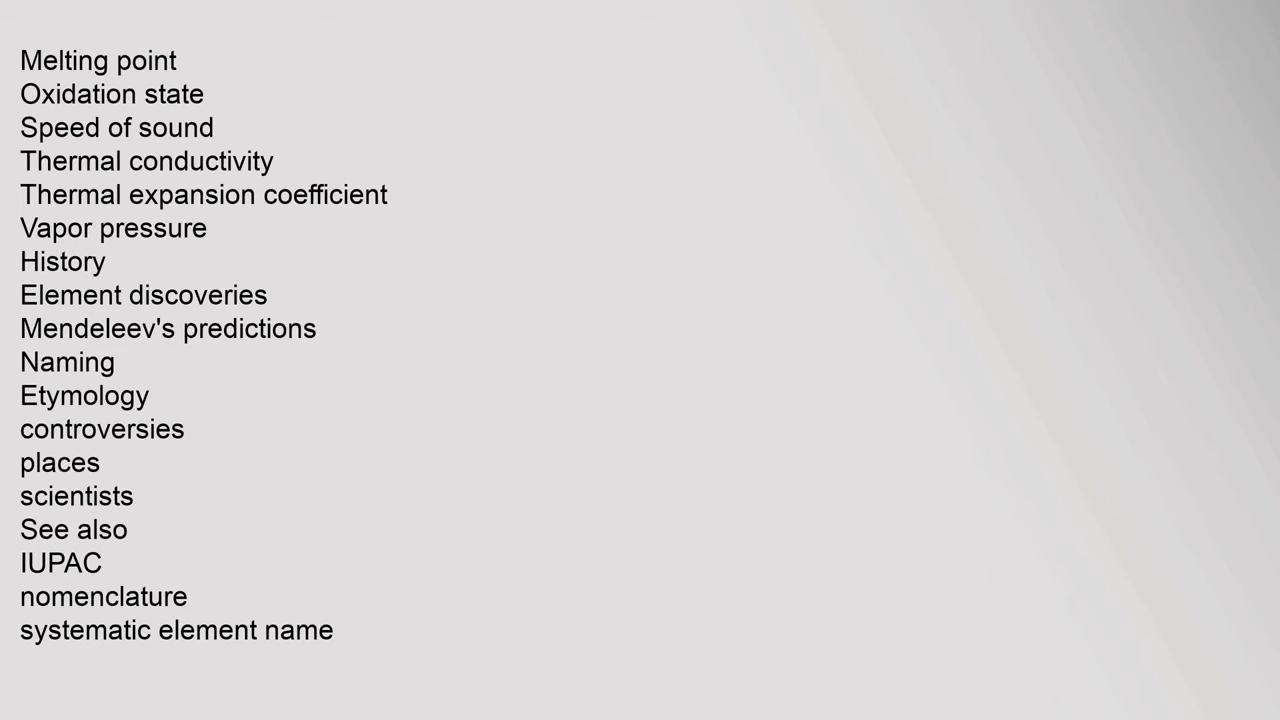 Melting point
Oxidation state
Speed of sound
Thermal conductivity
Thermal expansion coefficient
Vapor pressure
History
Element discoveries
Mendeleev's predictions
Naming
Etymology
controversies
places
scientists
See also
IUPAC
nomenclature
systematic element name